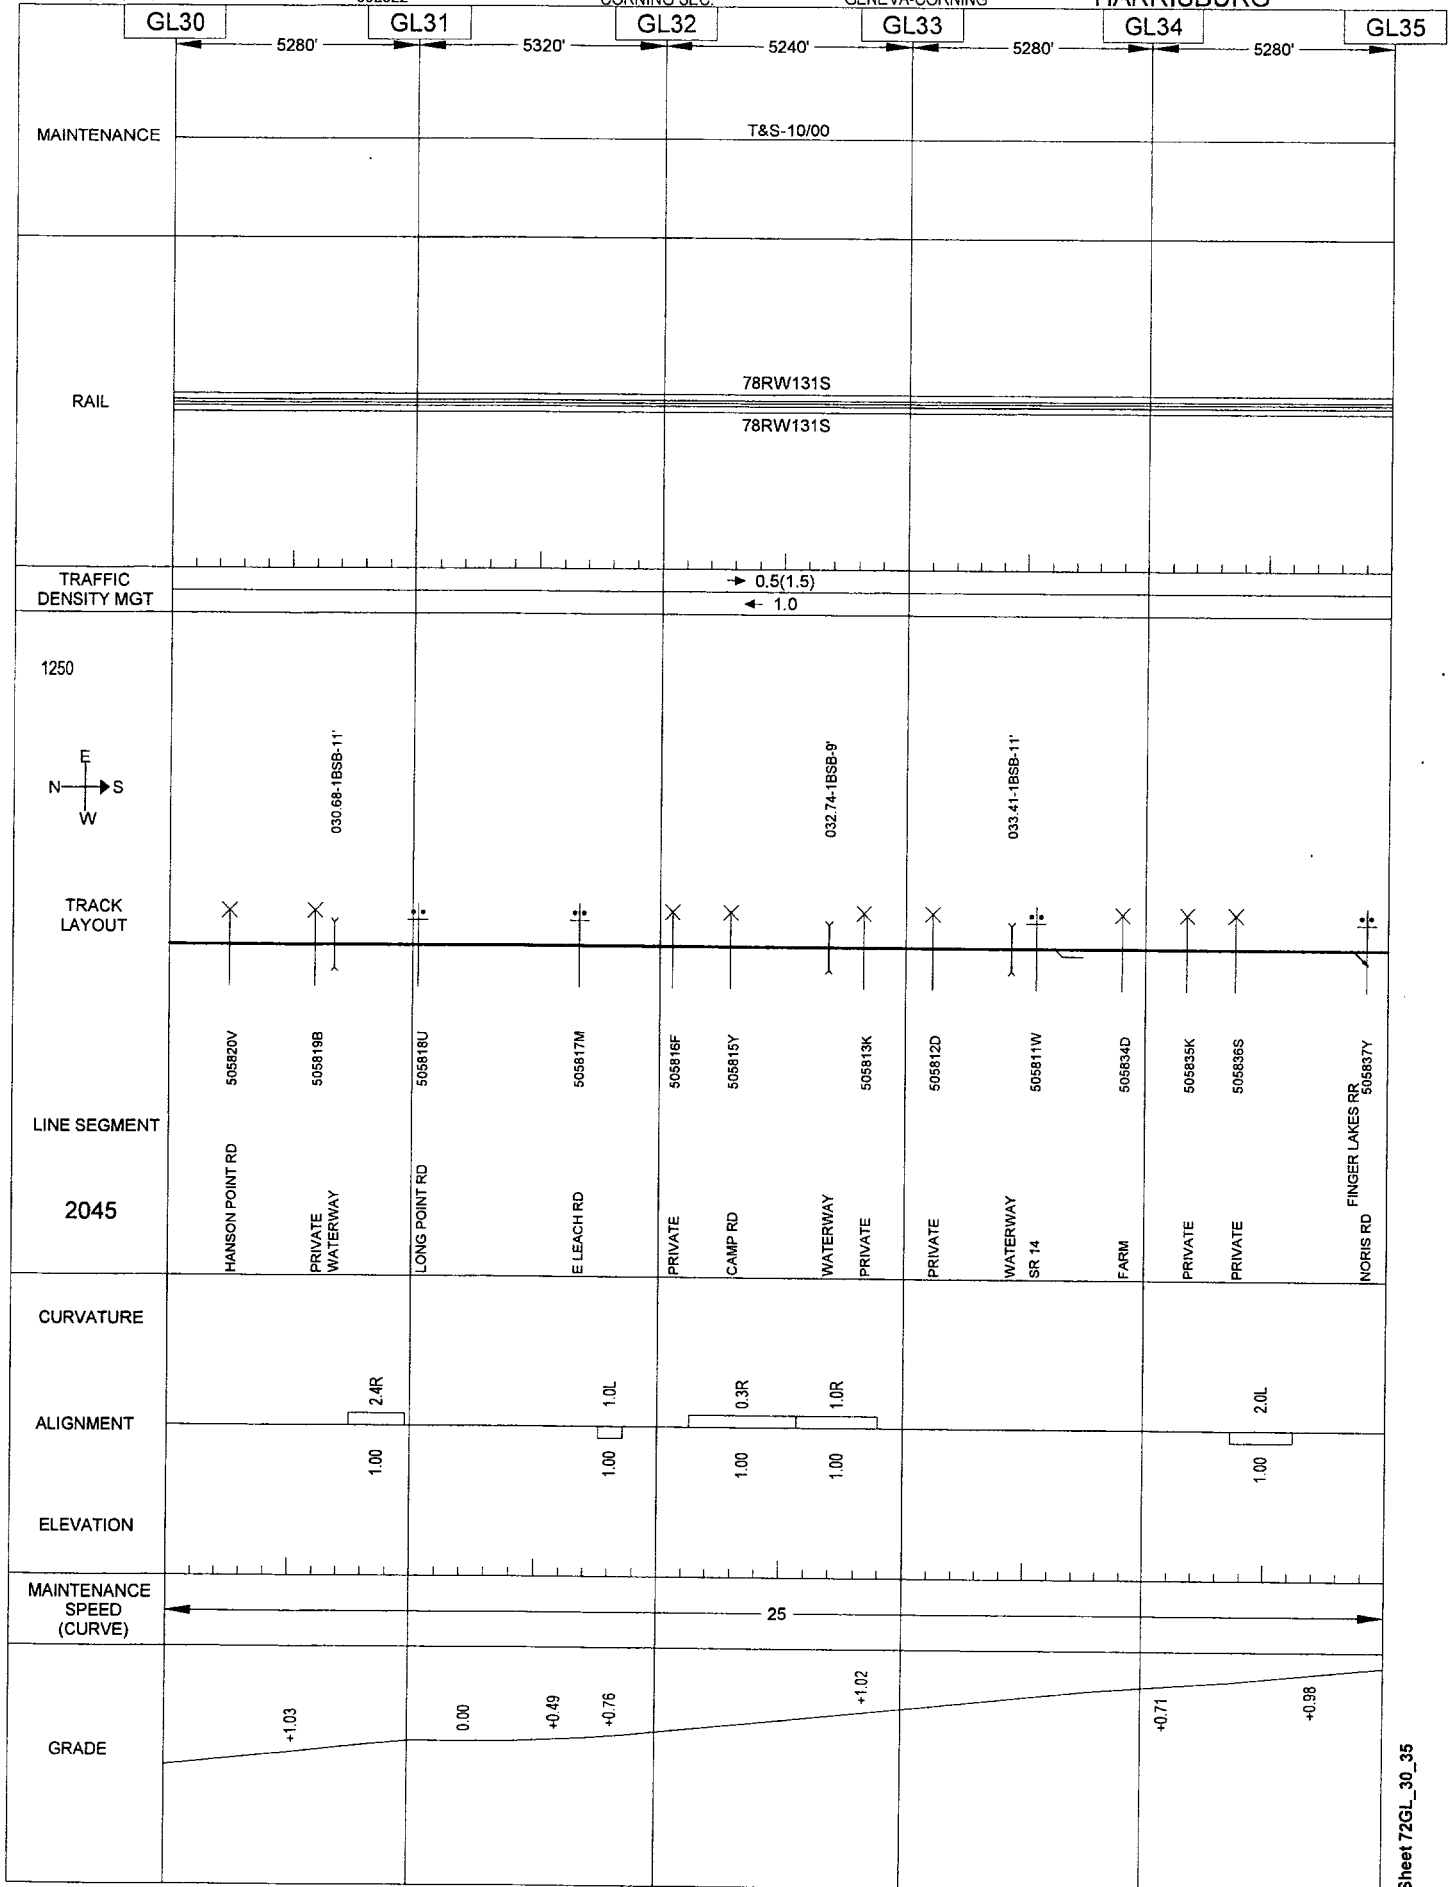 CORNING SEC. GENEVA-CORNING HARRISBURG
GL30 GL31 GL32 GL33 GL34 GL35
5280' 5320' 5240' 5280' 5280'
MAINTENANCE
T&S-10/00
RAIL
78RW131S
78RW131S
TRAFFIC
DENSITY MGT
0.5(1.5)
1.0
1250
E
N S
W
030.68-1BSB-11'
032.74-1BSB-9'
033.41-1BSB-11'
TRACK
LAYOUT
505820V
505819B
505818U
505817M
505816F
505815Y
505813K
505812D
505811W
505834D
505835K
505836S
FINGER LAKES RR
505837Y
LINE SEGMENT
2045
HANSON POINT RD
PRIVATE
WATERWAY
LONG POINT RD
E LEACH RD
PRIVATE
CAMP RD
WATERWAY
PRIVATE
PRIVATE
WATERWAY
SR 14
FARM
PRIVATE
PRIVATE
NORIS RD
CURVATURE
2.4R 1.0L 0.3R 1.0R 2.0L
ALIGNMENT
1.00 1.00 1.00 1.00 1.00
ELEVATION
MAINTENANCE
SPEED
(CURVE)
25
GRADE
+1.03 0.00 +0.49 +0.76 +1.02 +0.71 +0.98
Sheet 72GL_30_35